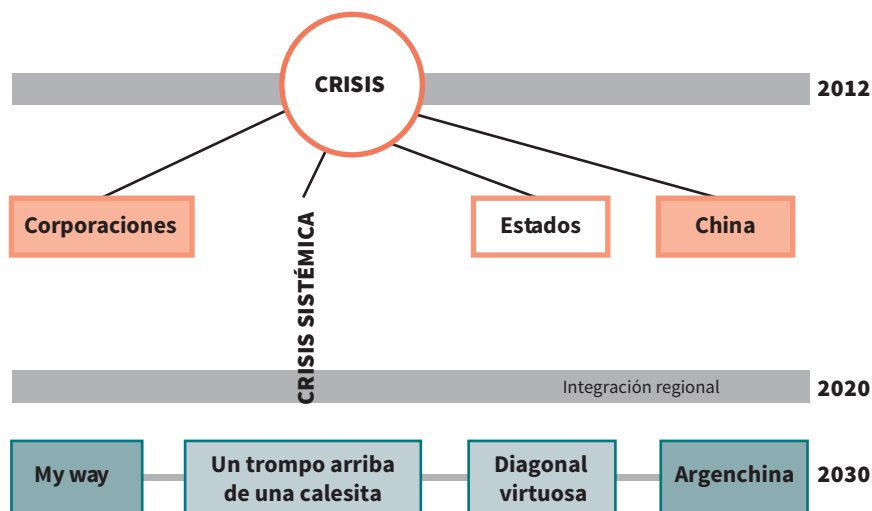 CRISIS
2012
Corporaciones
CRISIS SISTÉMICA
Estados
China
Integración regional
2020
My way
Un trompo arriba
de una calesita
Diagonal
virtuosa
Argenchina
2030